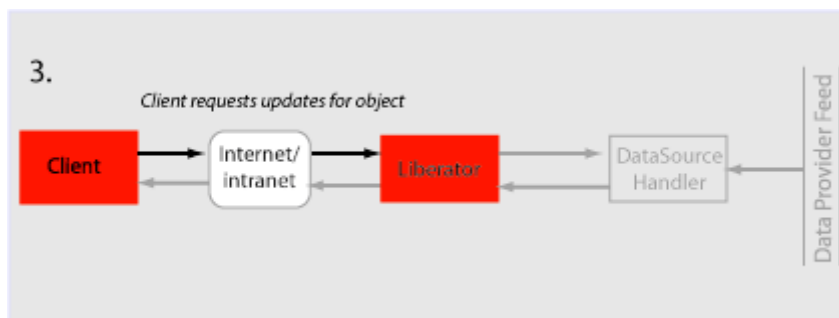 3.
Client requests updates for object
Client
Internet/
intranet
Liberator
DataSource
Handler
Data Provider Feed